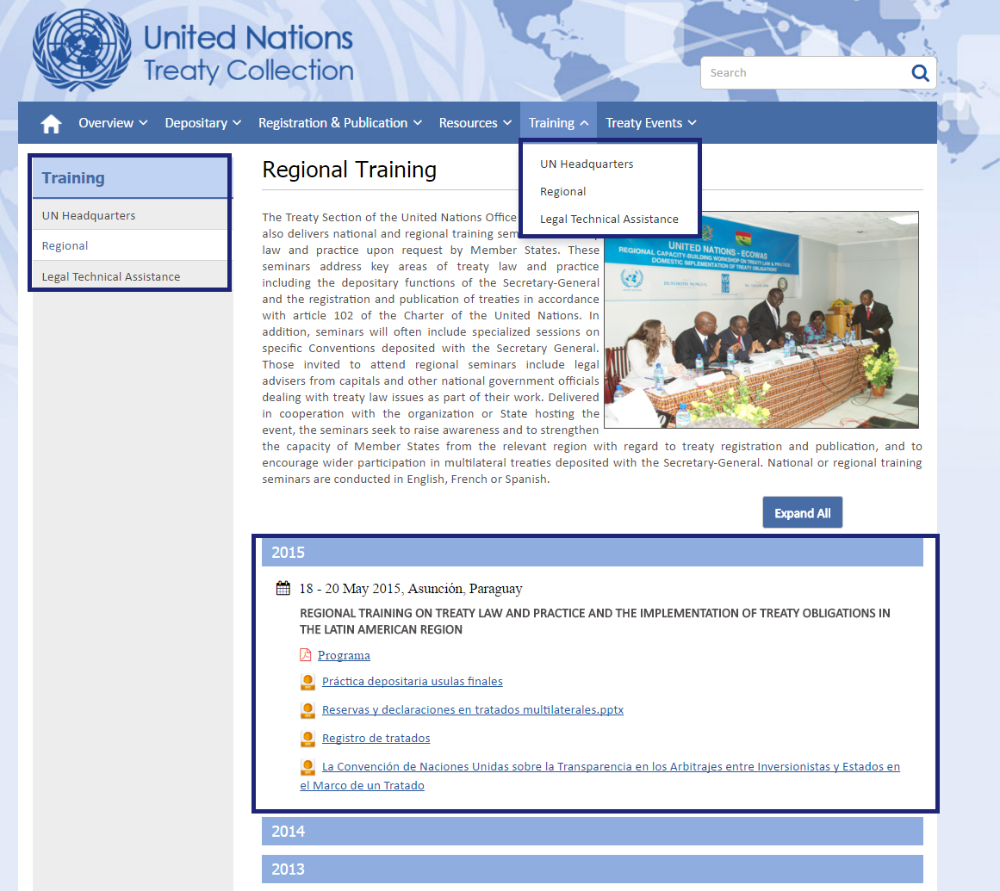 United Nations
Treaty Collection
Search
Overview
Depositary
Registration & Publication
Resources
Training
Treaty Events
UN Headquarters
Regional
Legal Technical Assistance
Training
UN Headquarters
Regional
Legal Technical Assistance
Regional Training
The Treaty Section of the United Nations Office
also delivers national and regional training
law and practice upon request by Member States. These
seminars address key areas of treaty law and practice
including the depositary functions of the Secretary-General
and the registration and publication of treaties in accordance
with article 102 of the Charter of the United Nations. In
addition, seminars will often include specialized sessions on
specific Conventions deposited with the Secretary General.
Those invited to attend regional seminars include legal
advisers from capitals and other national government officials
dealing with treaty law issues as part of their work. Delivered
in cooperation with the organization or State hosting the
event, the seminars seek to raise awareness and to strengthen
the capacity of Member States from the relevant region with regard to treaty registration and publication, and to
encourage wider participation in multilateral treaties deposited with the Secretary-General. National or regional training
seminars are conducted in English, French or Spanish.
UNITED NATIONS - ECOWAS
REGIONAL CAPACITY-BUILDING WORKSHOP ON TREATY LAW & PRACTICE
DOMESTIC IMPLEMENTATION OF TREATY OBLIGATIONS
Expand All
2015
18 - 20 May 2015, Asunción, Paraguay
REGIONAL TRAINING ON TREATY LAW AND PRACTICE AND THE IMPLEMENTATION OF TREATY OBLIGATIONS IN
THE LATIN AMERICAN REGION
Programa
Práctica depositaria usulas finales
Reservas y declaraciones en tratados multilaterales.pptx
Registro de tratados
La Convención de Naciones Unidas sobre la Transparencia en los Arbitrajes entre Inversionistas y Estados en
el Marco de un Tratado
2014
2013